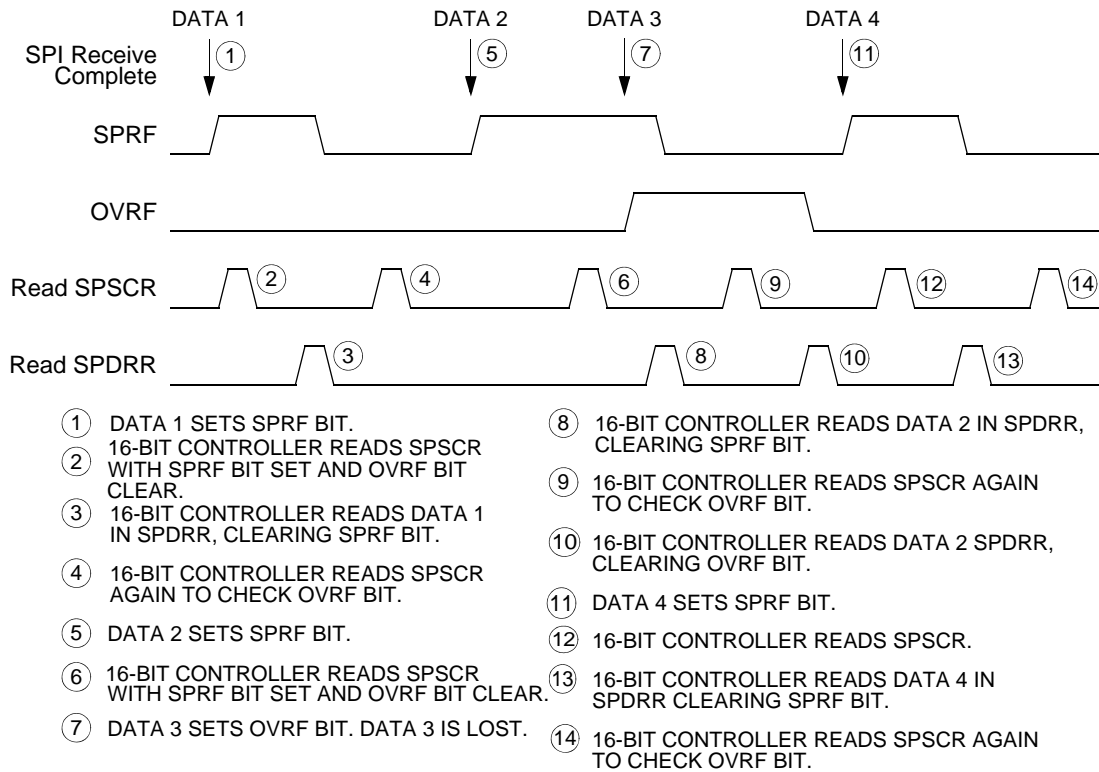 DATA 1 DATA 2 DATA 3 DATA 4
SPI Receive
Complete
1 5 7 11
SPRF
OVRF
Read SPSCR
2 4 6 9 12 14
Read SPDRR
3 8 10 13
1 DATA 1 SETS SPRF BIT.
2 16-BIT CONTROLLER READS SPSCR
WITH SPRF BIT SET AND OVRF BIT
CLEAR.
3 16-BIT CONTROLLER READS DATA 1
IN SPDRR, CLEARING SPRF BIT.
4 16-BIT CONTROLLER READS SPSCR
AGAIN TO CHECK OVRF BIT.
5 DATA 2 SETS SPRF BIT.
6 16-BIT CONTROLLER READS SPSCR
WITH SPRF BIT SET AND OVRF BIT CLEAR.
7 DATA 3 SETS OVRF BIT. DATA 3 IS LOST.
8 16-BIT CONTROLLER READS DATA 2 IN SPDRR,
CLEARING SPRF BIT.
9 16-BIT CONTROLLER READS SPSCR AGAIN
TO CHECK OVRF BIT.
10 16-BIT CONTROLLER READS DATA 2 SPDRR,
CLEARING OVRF BIT.
11 DATA 4 SETS SPRF BIT.
12 16-BIT CONTROLLER READS SPSCR.
13 16-BIT CONTROLLER READS DATA 4 IN
SPDRR CLEARING SPRF BIT.
14 16-BIT CONTROLLER READS SPSCR AGAIN
TO CHECK OVRF BIT.